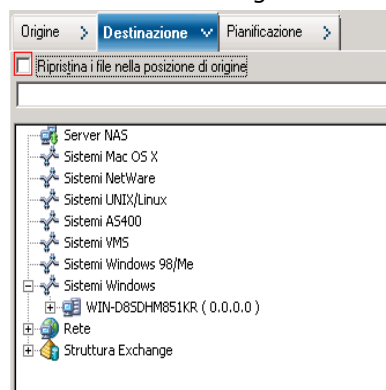 Origine > Destinazione Pianificazione >
Ripristina i file nella posizione di origine
Server NAS
Sistemi Mac OS X
Sistemi NetWare
Sistemi UNIX/Linux
Sistemi AS400
Sistemi VMS
Sistemi Windows 98/Me
Sistemi Windows
WIN-D8SDHM851KR ( 0.0.0.0 )
Rete
Struttura Exchange